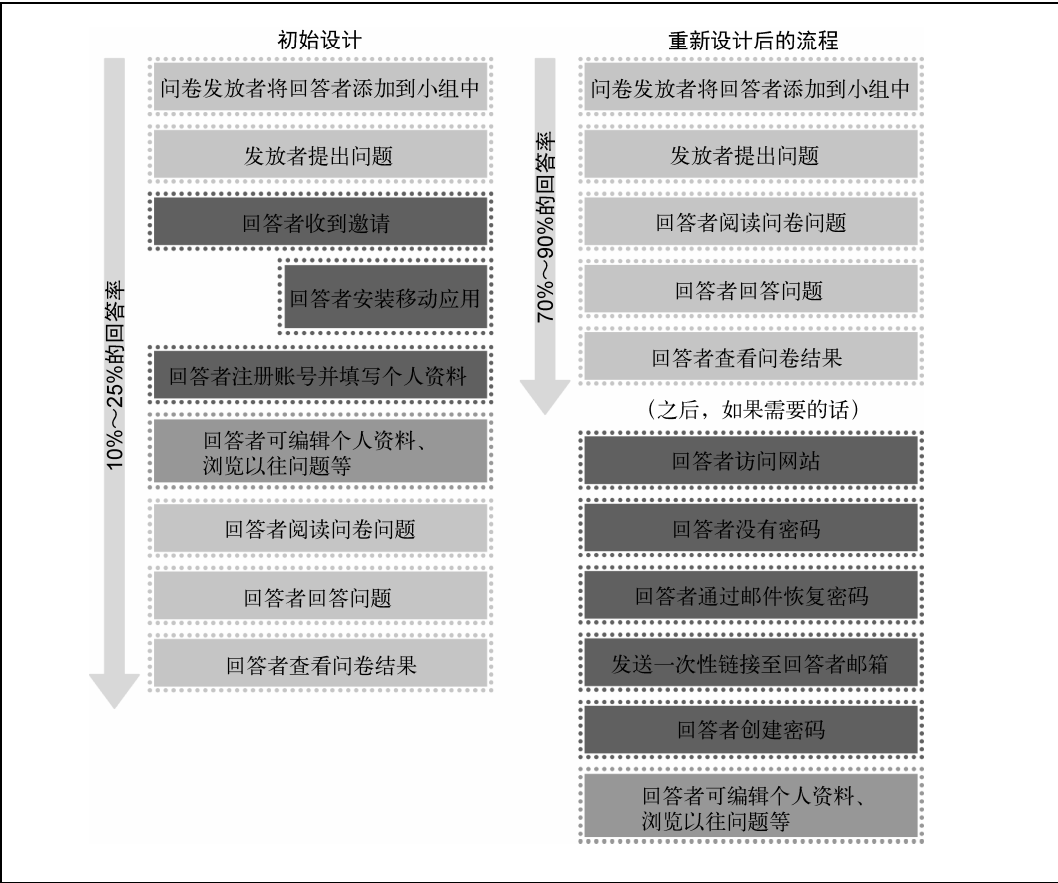 初始设计
问卷发放者将回答者添加到小组中
发放者提出问题
回答者收到邀请
回答者安装移动应用
回答者注册账号并填写个人资料
回答者可编辑个人资料、
浏览以往问题等
回答者阅读问卷问题
回答者回答问题
回答者查看问卷结果
10%～25%的回答率
重新设计后的流程
问卷发放者将回答者添加到小组中
发放者提出问题
回答者阅读问卷问题
回答者回答问题
回答者查看问卷结果
70%～90%的回答率
（之后，如果需要的话）
回答者访问网站
回答者没有密码
回答者通过邮件恢复密码
发送一次性链接至回答者邮箱
回答者创建密码
回答者可编辑个人资料、
浏览以往问题等